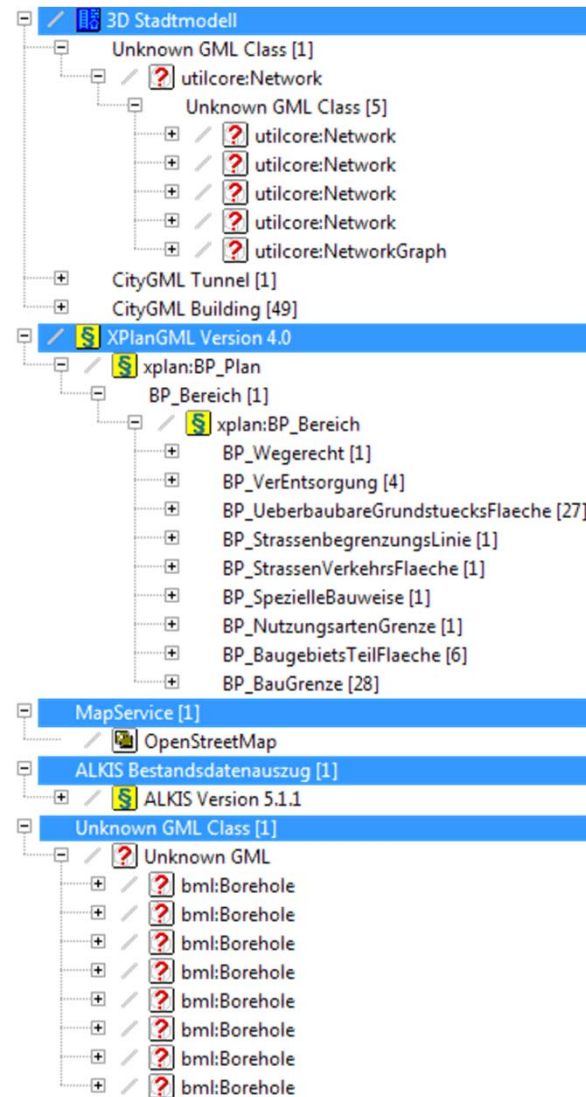 3D Stadtmodell
Unknown GML Class [1]
utilcore:Network
Unknown GML Class [5]
utilcore:Network
utilcore:Network
utilcore:Network
utilcore:Network
utilcore:NetworkGraph
CityGML Tunnel [1]
CityGML Building [49]
XPlanGML Version 4.0
xplan:BP_Plan
BP_Bereich [1]
xplan:BP_Bereich
BP_Wegerecht [1]
BP_VerEntsorgung [4]
BP_UeberbaubareGrundstuecksFlaeche [27]
BP_StrassenbegrenzungsLinie [1]
BP_StrassenVerkehrsFlaeche [1]
BP_SpezielleBauweise [1]
BP_NutzungsartenGrenze [1]
BP_BaugebietsTeilFlaeche [6]
BP_BauGrenze [28]
MapService [1]
OpenStreetMap
ALKIS Bestandsdatenauszug [1]
ALKIS Version 5.1.1
Unknown GML Class [1]
Unknown GML
bml:Borehole
bml:Borehole
bml:Borehole
bml:Borehole
bml:Borehole
bml:Borehole
bml:Borehole
bml:Borehole